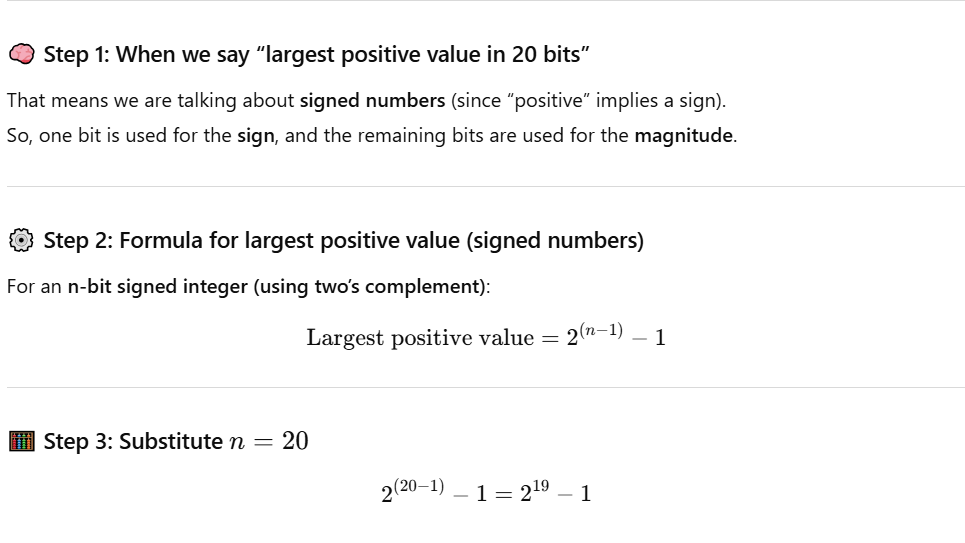 🧠 Step 1: When we say “largest positive value in 20 bits”
That means we are talking about signed numbers (since “positive” implies a sign).
So, one bit is used for the sign, and the remaining bits are used for the magnitude.
⚙️ Step 2: Formula for largest positive value (signed numbers)
For an n-bit signed integer (using two’s complement):
Largest positive value = 2^(n−1) − 1
🧮 Step 3: Substitute n = 20
2^(20−1) − 1 = 2^19 − 1